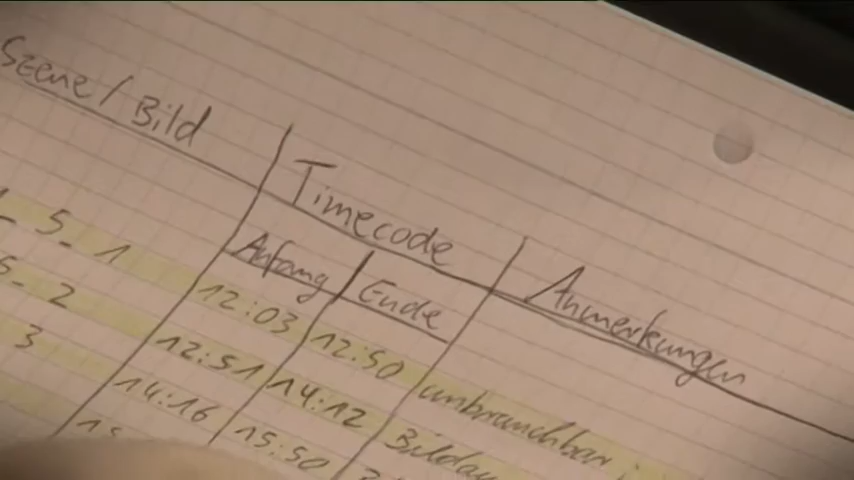 Szene / Bild Timecode Anmerkungen
Anfang Ende
5 - 1 12:03 12:50 unbrauchbar
5 - 2 12:51 14:12
3 14:16 15:50